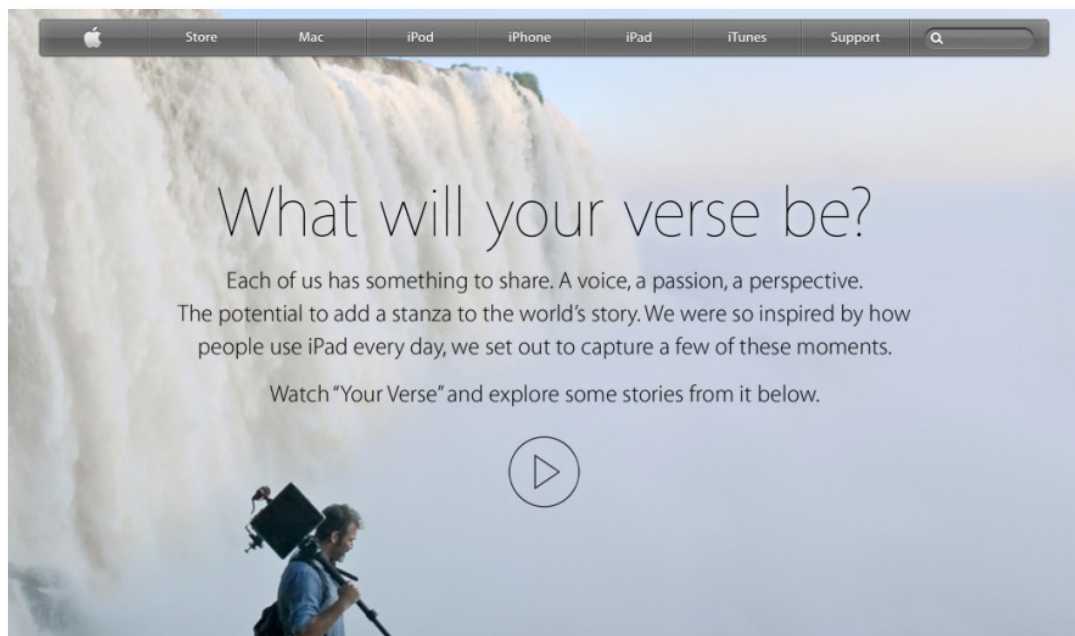 Store Mac iPod iPhone iPad iTunes Support
What will your verse be?
Each of us has something to share. A voice, a passion, a perspective.
The potential to add a stanza to the world’s story. We were so inspired by how
people use iPad every day, we set out to capture a few of these moments.
Watch “Your Verse” and explore some stories from it below.